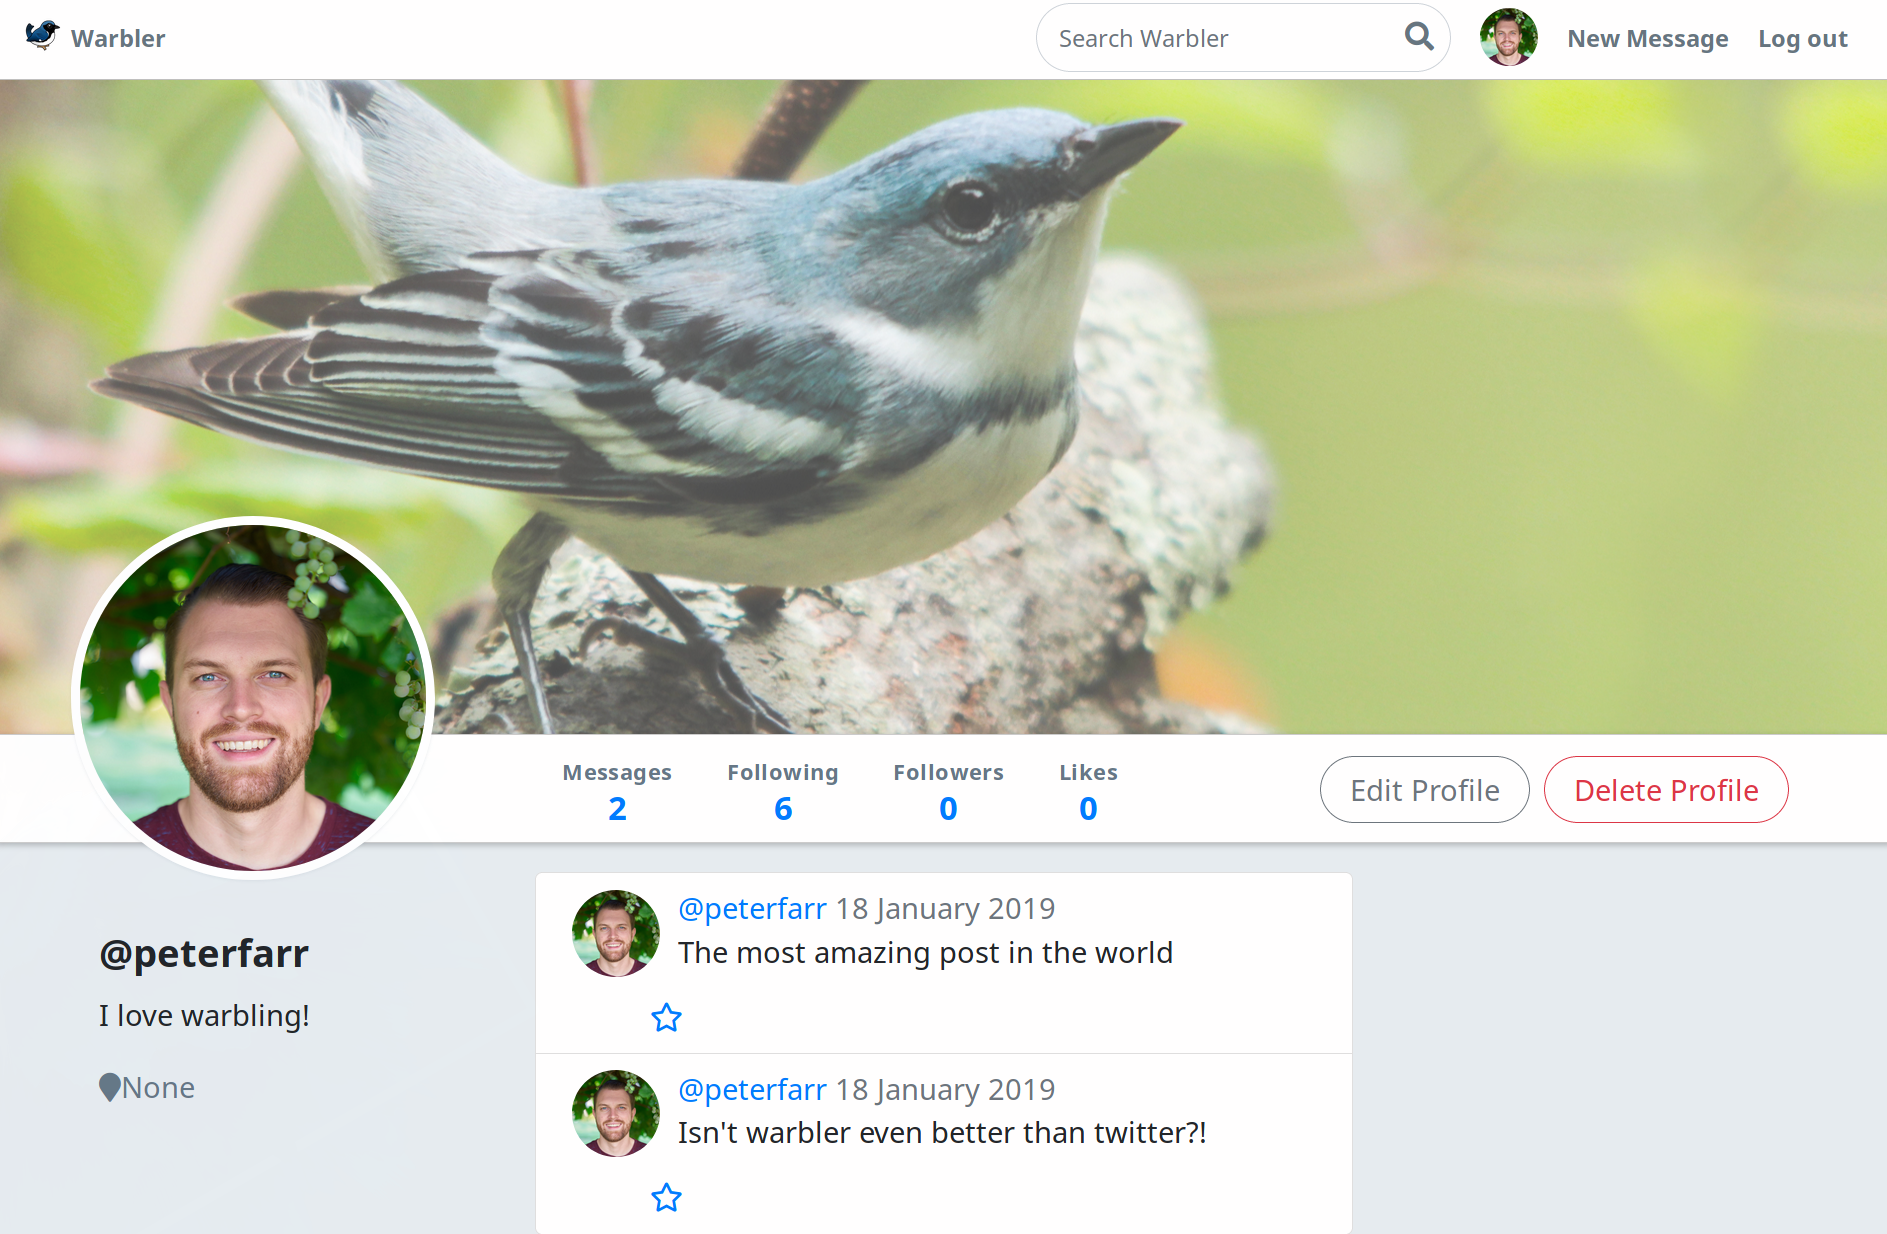 Warbler
Search Warbler
New Message
Log out
Messages
2
Following
6
Followers
0
Likes
0
Edit Profile
Delete Profile
@peterfarr
I love warbling!
None
@peterfarr 18 January 2019
The most amazing post in the world
@peterfarr 18 January 2019
Isn't warbler even better than twitter?!